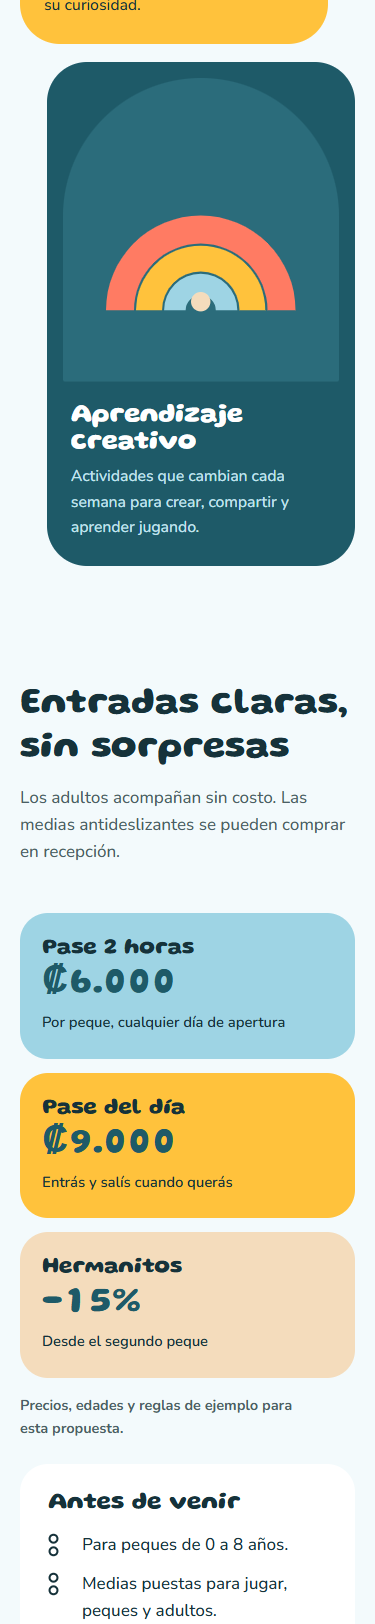 su curiosidad.
Aprendizaje
creativo
Actividades que cambian cada
semana para crear, compartir y
aprender jugando.
Entradas claras,
sin sorpresas
Los adultos acompañan sin costo. Las
medias antideslizantes se pueden comprar
en recepción.
Pase 2 horas
₡6.000
Por peque, cualquier día de apertura
Pase del día
₡9.000
Entrás y salís cuando querás
Hermanitos
−15%
Desde el segundo peque
Precios, edades y reglas de ejemplo para
esta propuesta.
Antes de venir
Para peques de 0 a 8 años.
Medias puestas para jugar,
peques y adultos.